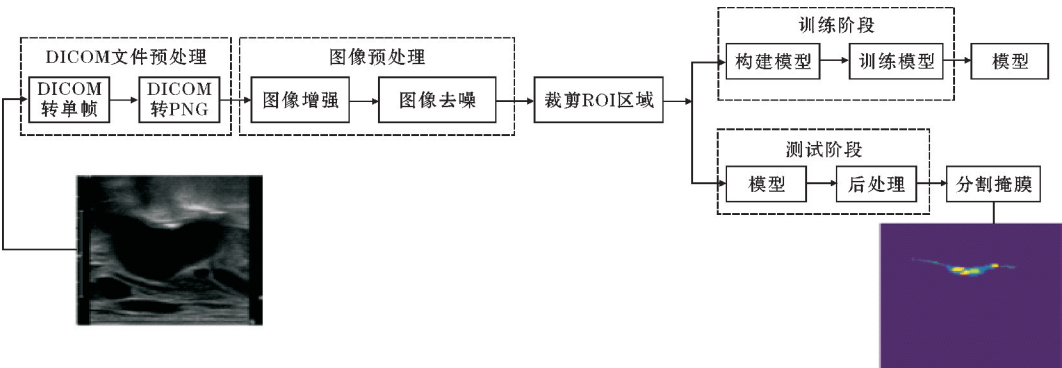 DICOM文件预处理
DICOM
转单帧
DICOM
转PNG
图像预处理
图像增强
图像去噪
裁剪ROI区域
训练阶段
构建模型
训练模型
模型
测试阶段
模型
后处理
分割掩膜